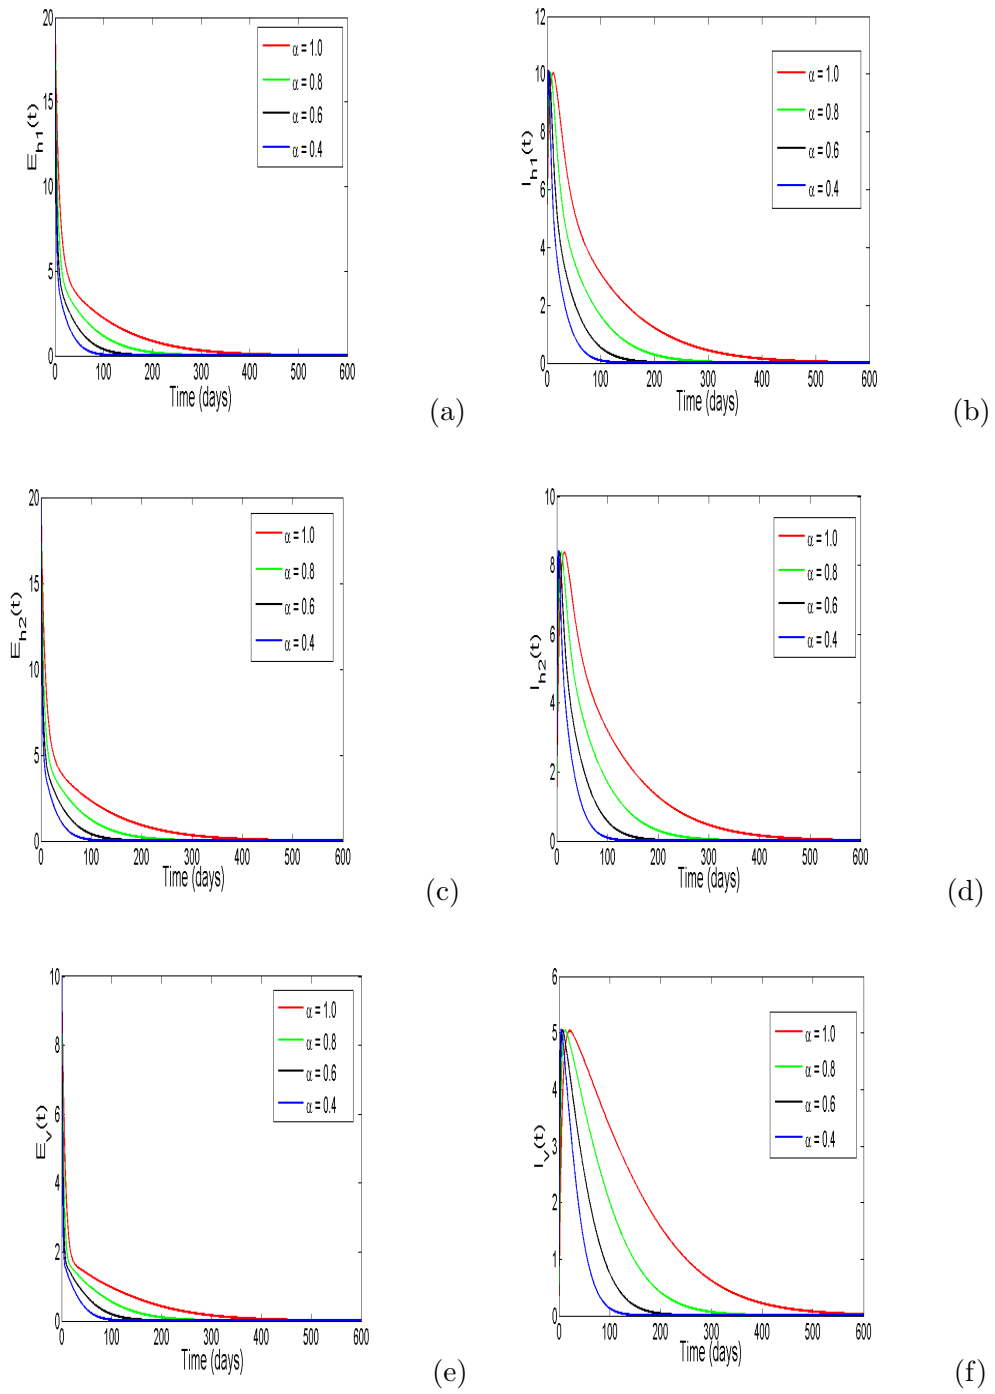 20
15
10
5
0
E_h1(t)
α = 1.0
α = 0.8
α = 0.6
α = 0.4
0 100 200 300 400 500 600
Time (days)
(a)
12
10
8
6
4
2
0
I_h1(t)
α = 1.0
α = 0.8
α = 0.6
α = 0.4
0 100 200 300 400 500 600
Time (days)
(b)
20
15
10
5
0
E_h2(t)
α = 1.0
α = 0.8
α = 0.6
α = 0.4
0 100 200 300 400 500 600
Time (days)
(c)
10
8
6
4
2
0
I_h2(t)
α = 1.0
α = 0.8
α = 0.6
α = 0.4
0 100 200 300 400 500 600
Time (days)
(d)
10
8
6
4
2
0
E_v(t)
α = 1.0
α = 0.8
α = 0.6
α = 0.4
0 100 200 300 400 500 600
Time (days)
(e)
6
5
4
3
2
1
0
I_v(t)
α = 1.0
α = 0.8
α = 0.6
α = 0.4
0 100 200 300 400 500 600
Time (days)
(f)